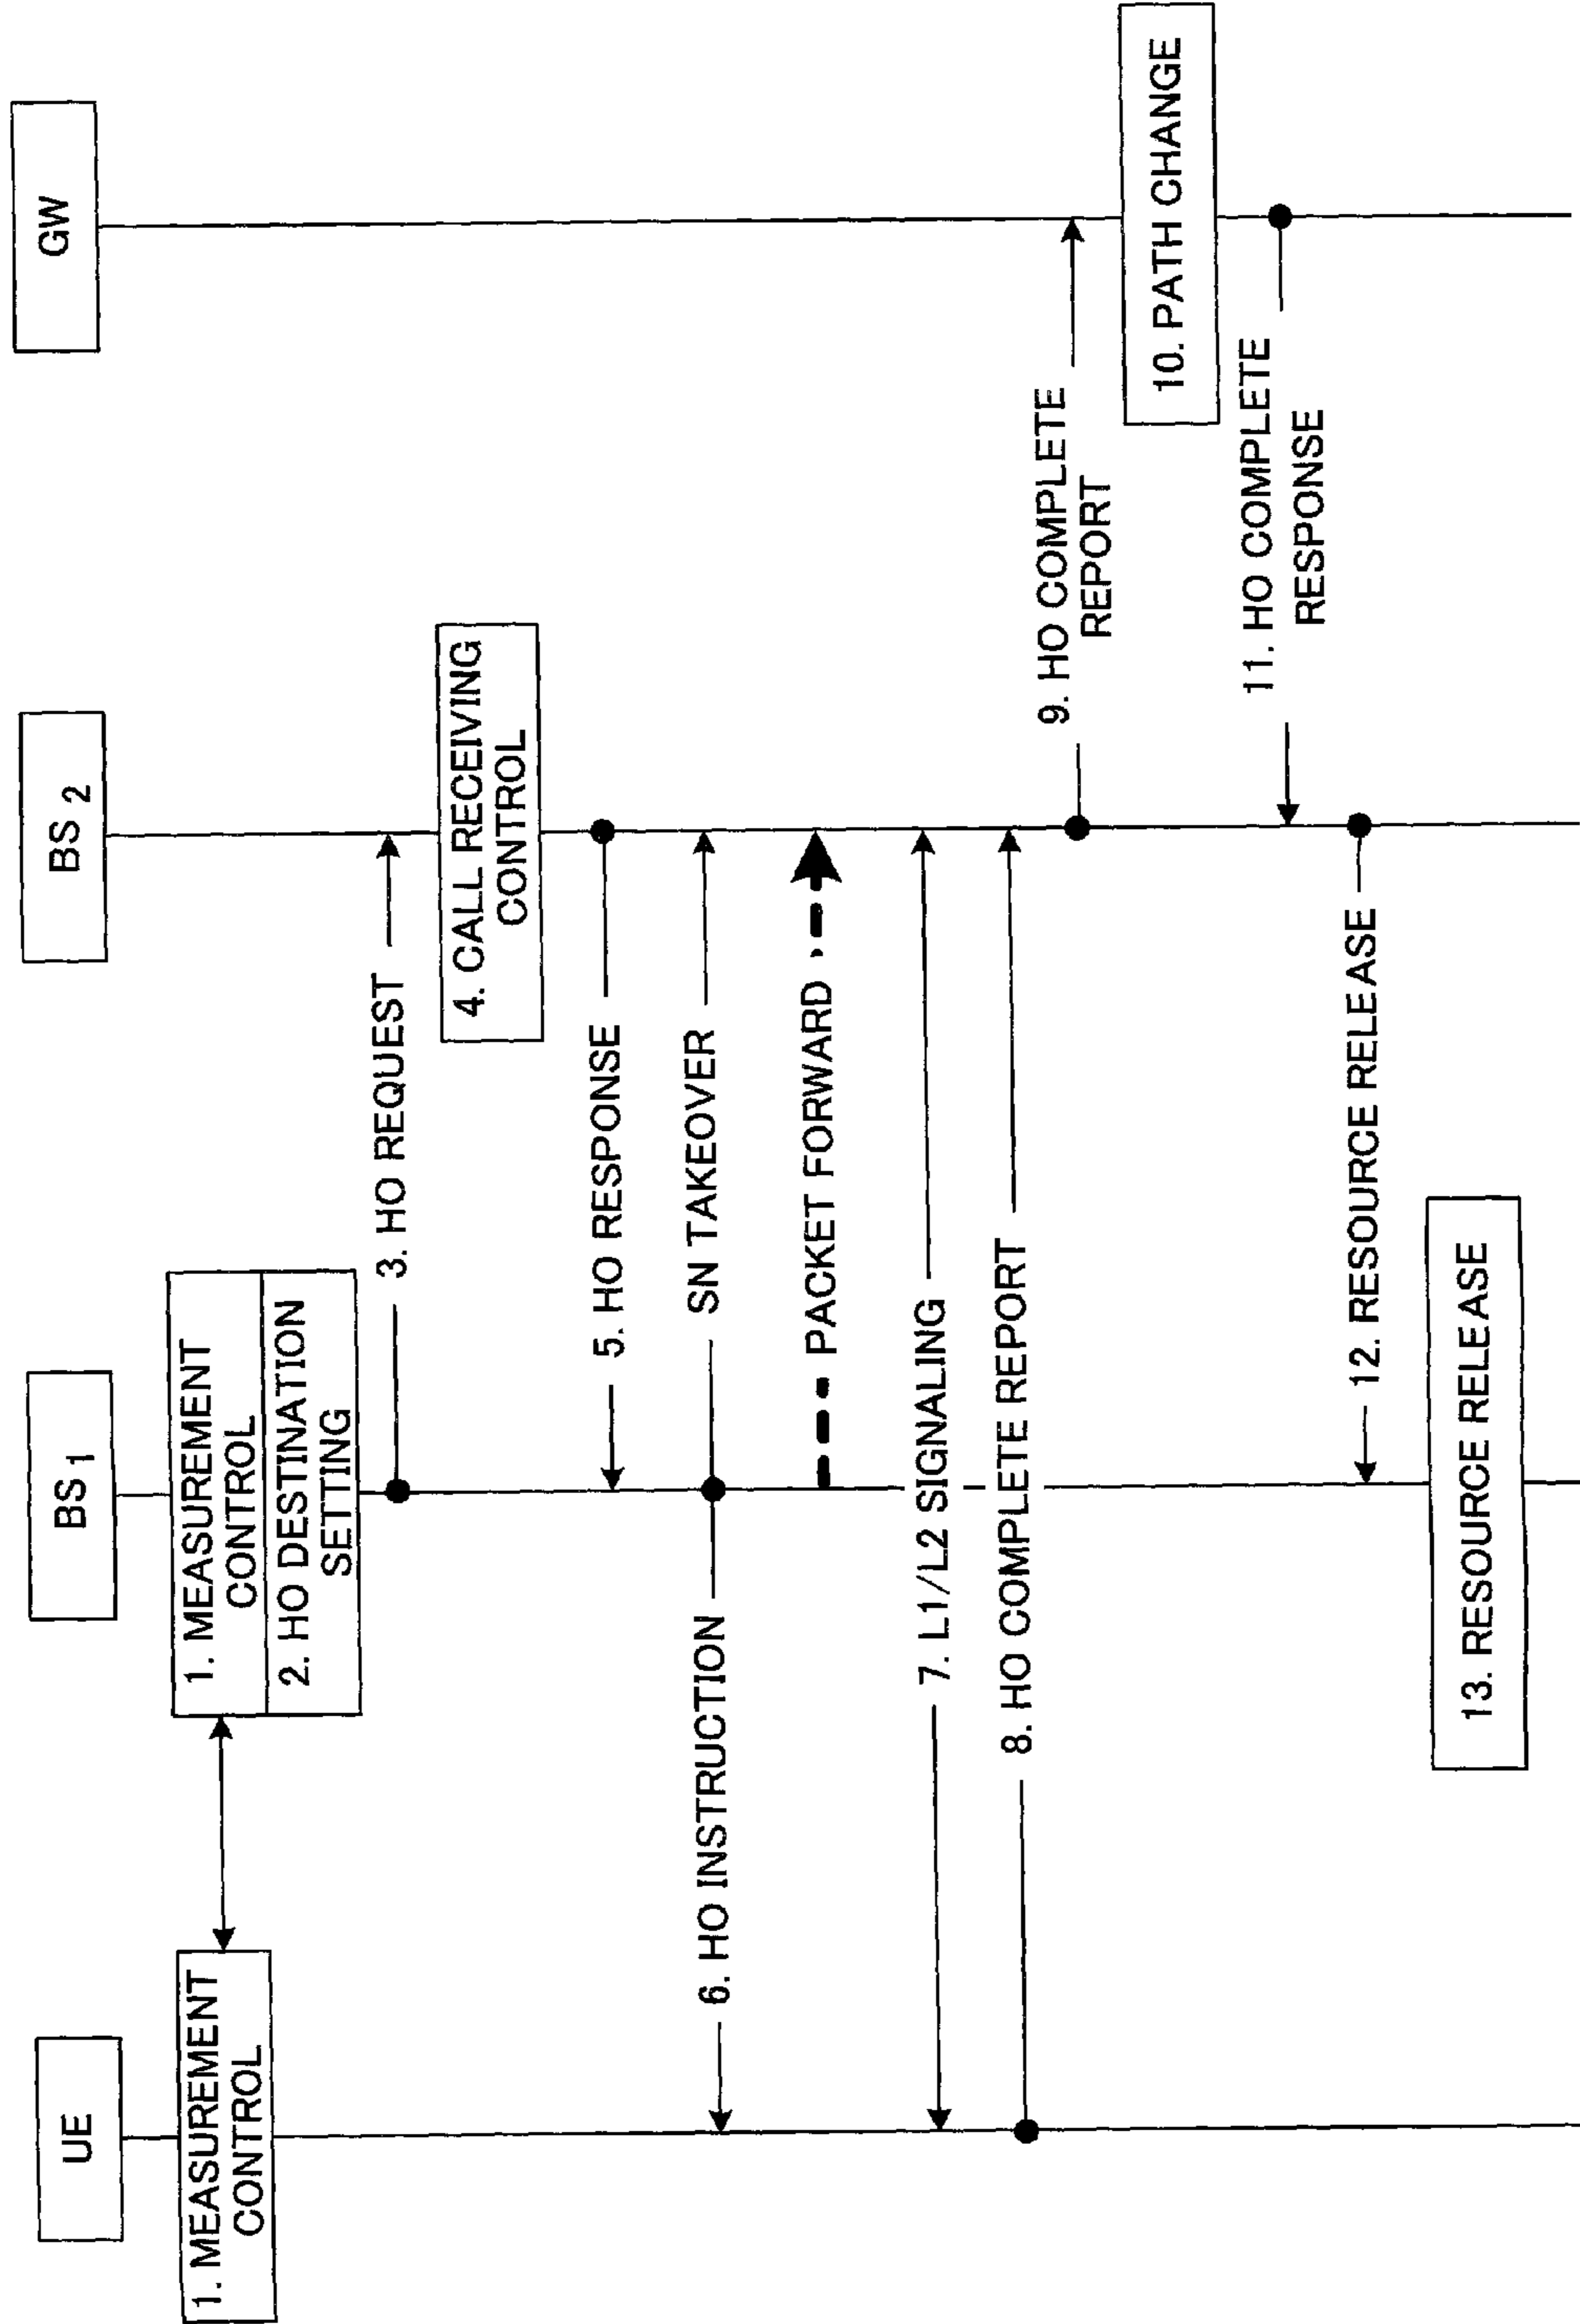 UE
BS1
BS 2
GW
1. MEASUREMENT
CONTROL
1. MEASUREMENT
CONTROL
2. HO DESTINATION
SETTING
3. HO REQUEST
4. CALL RECEIVING
CONTROL
5. HO RESPONSE
6. HO INSTRUCTION
SN TAKEOVER
PACKET FORWARD
7. L1/L2 SIGNALING
8. HO COMPLETE REPORT
9. HO COMPLETE
REPORT
10. PATH CHANGE
11. HO COMPLETE
RESPONSE
12. RESOURCE RELEASE
13. RESOURCE RELEASE